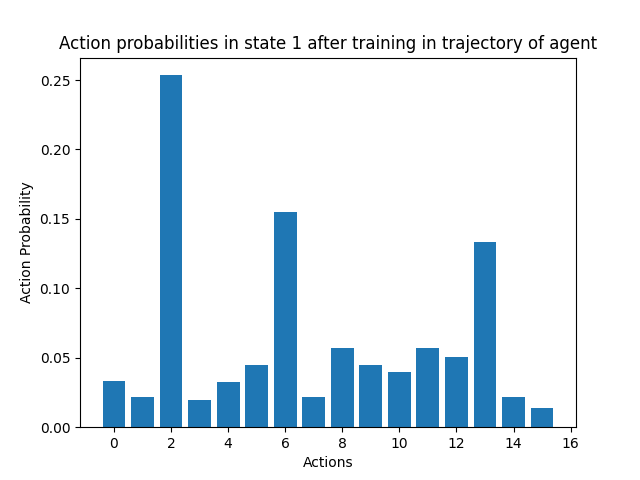 Action probabilities in state 1 after training in trajectory of agent
0.25
0.20
0.15
0.10
0.05
0.00
Action Probability
0 2 4 6 8 10 12 14 16
Actions